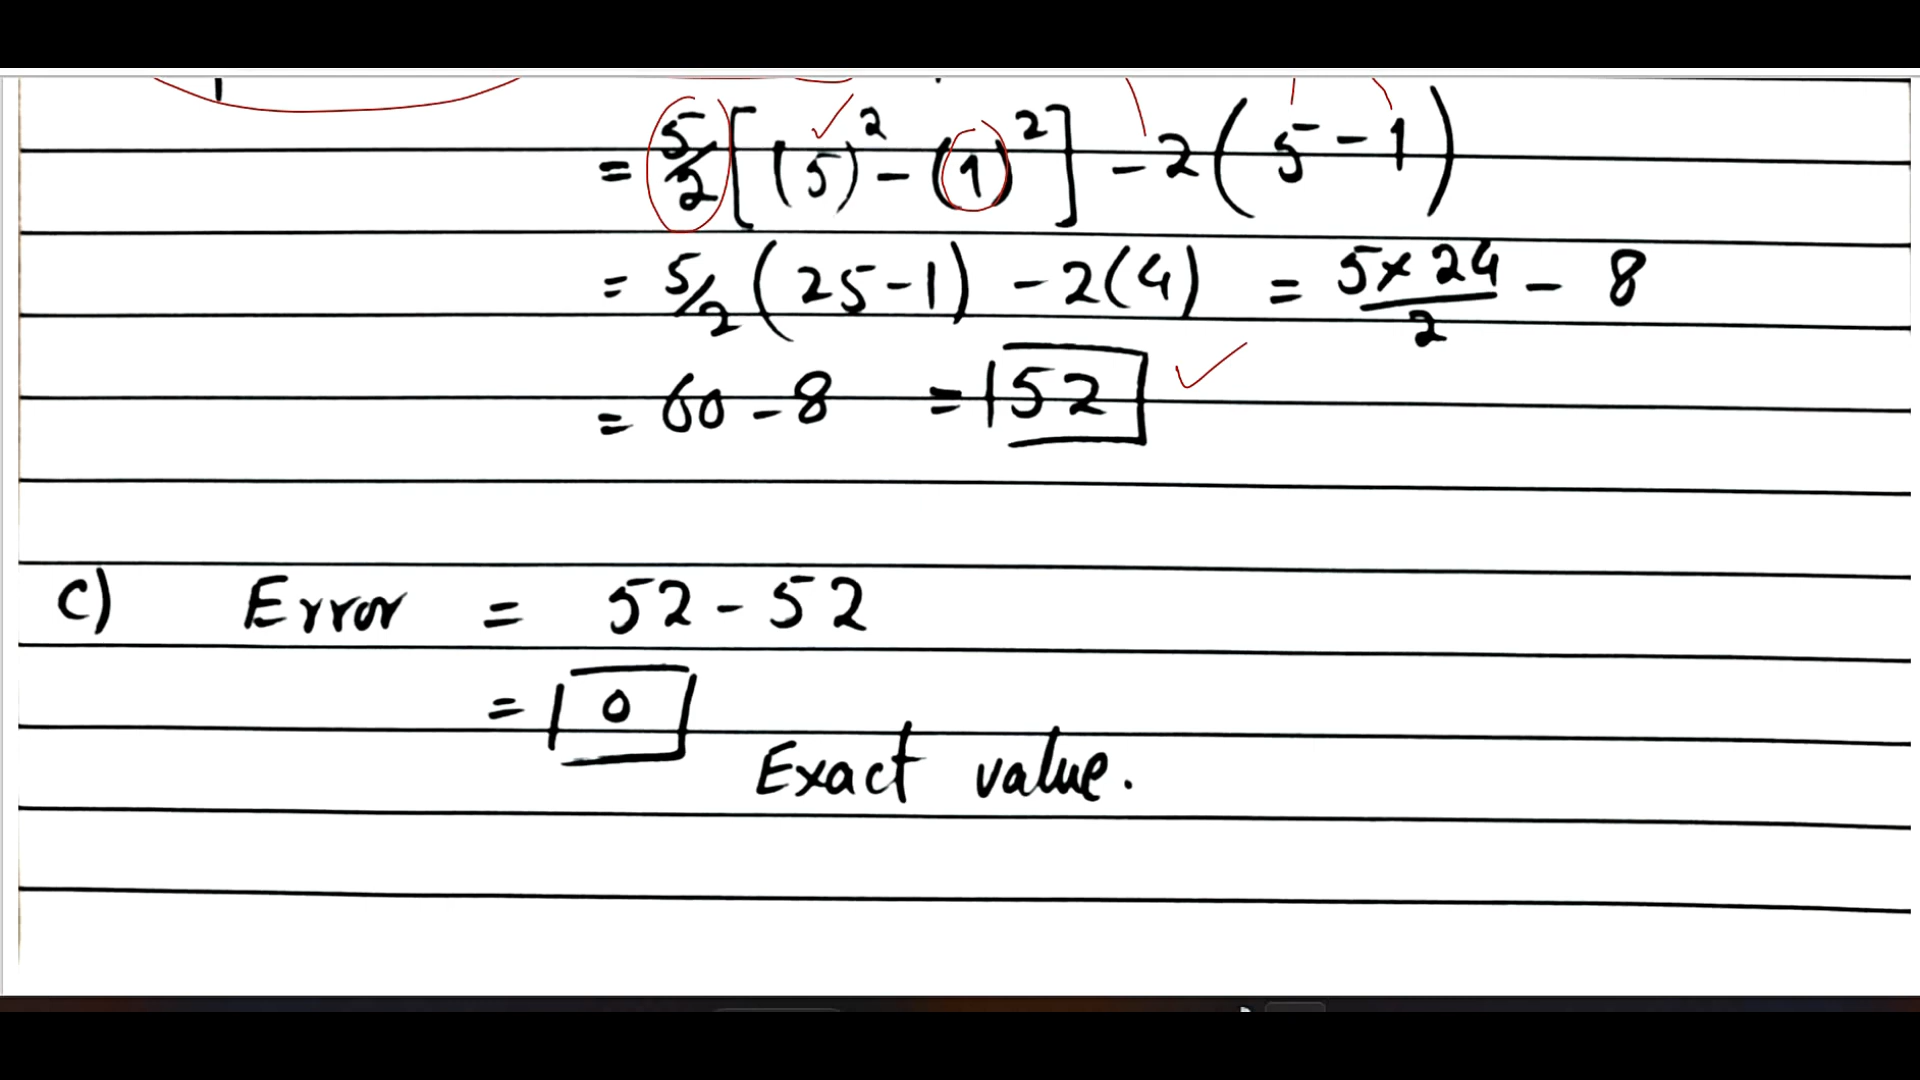 = 5/2 [ (5)² - (1)² ] - 2 ( 5 - 1 )
= 5/2 ( 25 - 1 ) - 2 ( 4 ) = 5 × 24 / 2 - 8
= 60 - 8 = 52
c) Error = 52 - 52
= 0
Exact value.